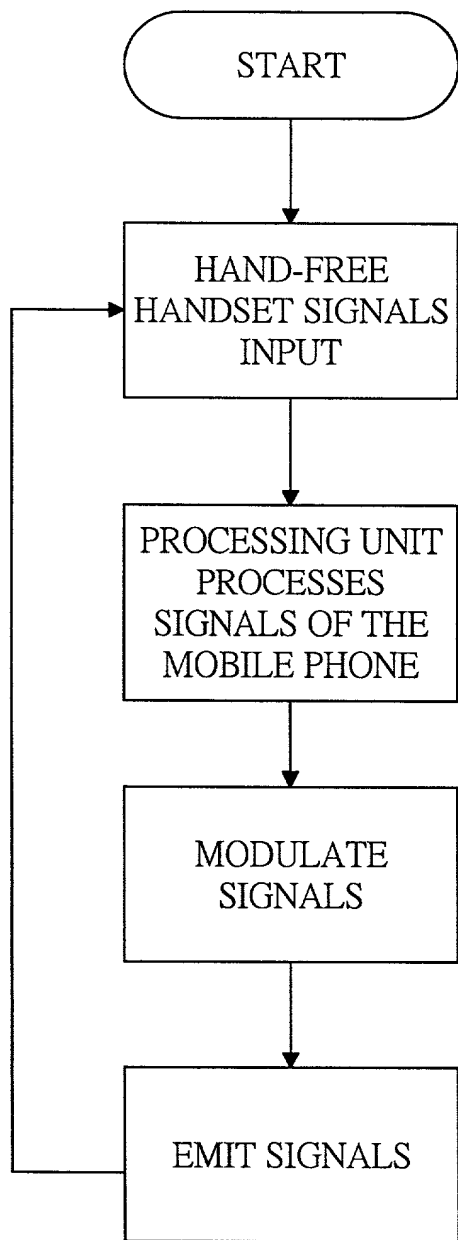 START
HAND-FREE
HANDSET SIGNALS
INPUT
PROCESSING UNIT
PROCESSES
SIGNALS OF THE
MOBILE PHONE
MODULATE
SIGNALS
EMIT SIGNALS